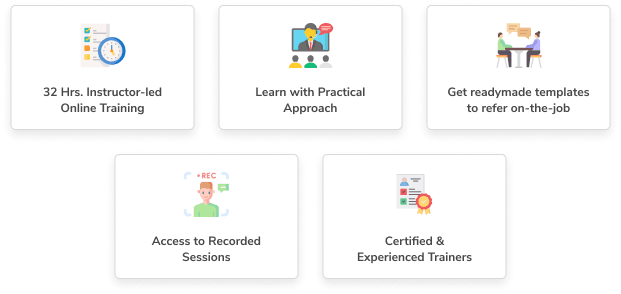 32 Hrs. Instructor-led
Online Training
Learn with Practical
Approach
Get readymade templates
to refer on-the-job
REC
Access to Recorded
Sessions
Certified &
Experienced Trainers